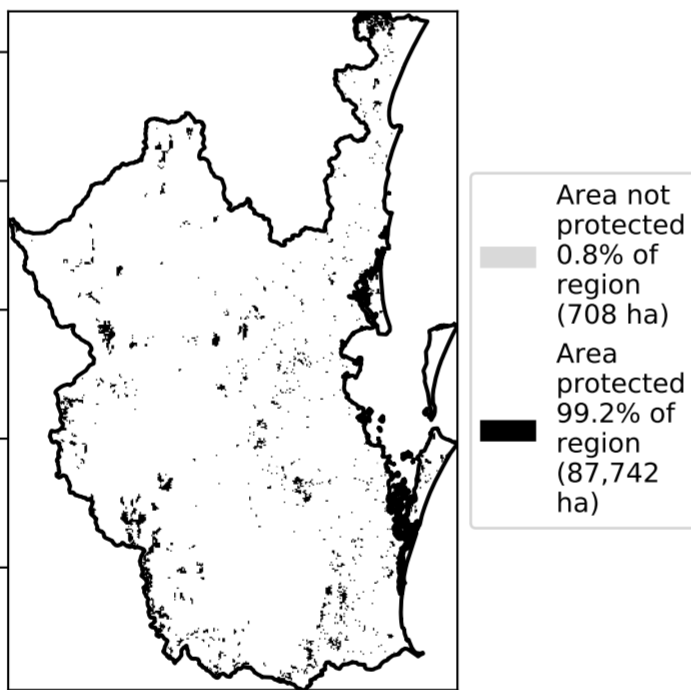 Area not
protected
0.8% of
region
(708 ha)
Area
protected
99.2% of
region
(87,742
ha)